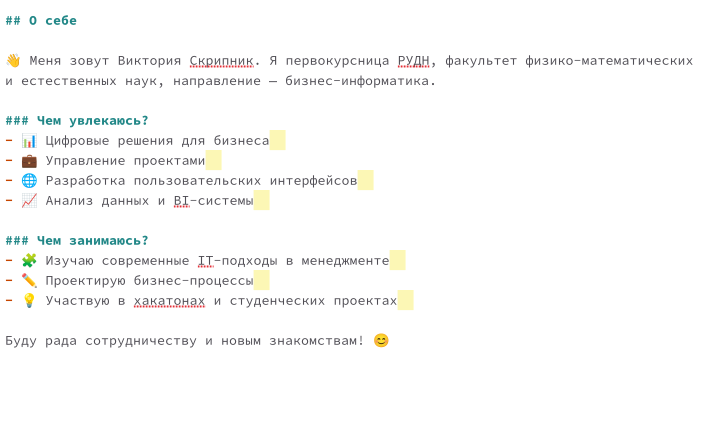 ## О себе
👋 Меня зовут Виктория Скрипник. Я первокурсница РУДН, факультет физико-математических
и естественных наук, направление — бизнес-информатика.
### Чем увлекаюсь?
- 📊 Цифровые решения для бизнеса
- 💼 Управление проектами
- 🌐 Разработка пользовательских интерфейсов
- 📈 Анализ данных и BI-системы
### Чем занимаюсь?
- 🧩 Изучаю современные IT-подходы в менеджменте
- ✏️ Проектирую бизнес-процессы
- 💡 Участвую в хакатонах и студенческих проектах
Буду рада сотрудничеству и новым знакомствам! 😊